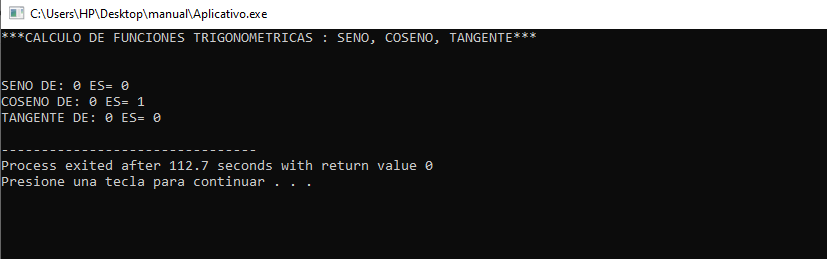 C:\Users\HP\Desktop\manual\Aplicativo.exe
***CALCULO DE FUNCIONES TRIGONOMETRICAS : SENO, COSENO, TANGENTE***
SENO DE: 0 ES= 0
COSENO DE: 0 ES= 1
TANGENTE DE: 0 ES= 0
--------------------------------
Process exited after 112.7 seconds with return value 0
Presione una tecla para continuar . . .